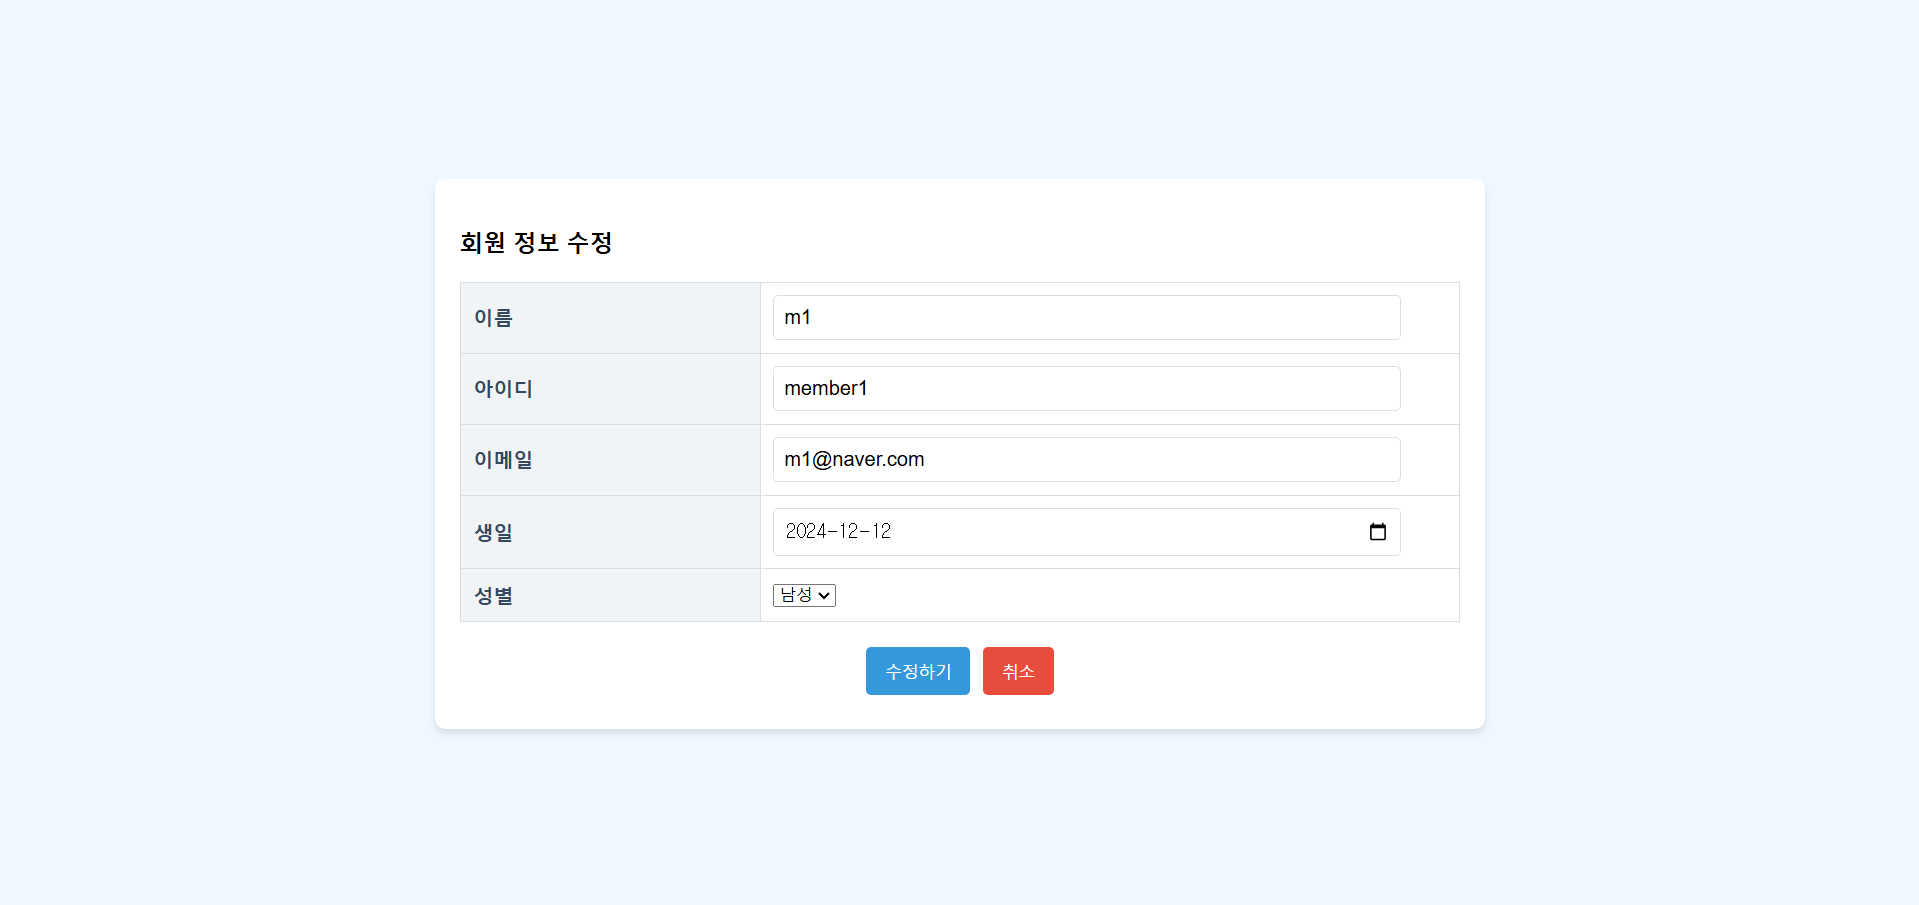 회원 정보 수정
이름 m1
아이디 member1
이메일 m1@naver.com
생일 2024-12-12
성별 남성
수정하기 취소